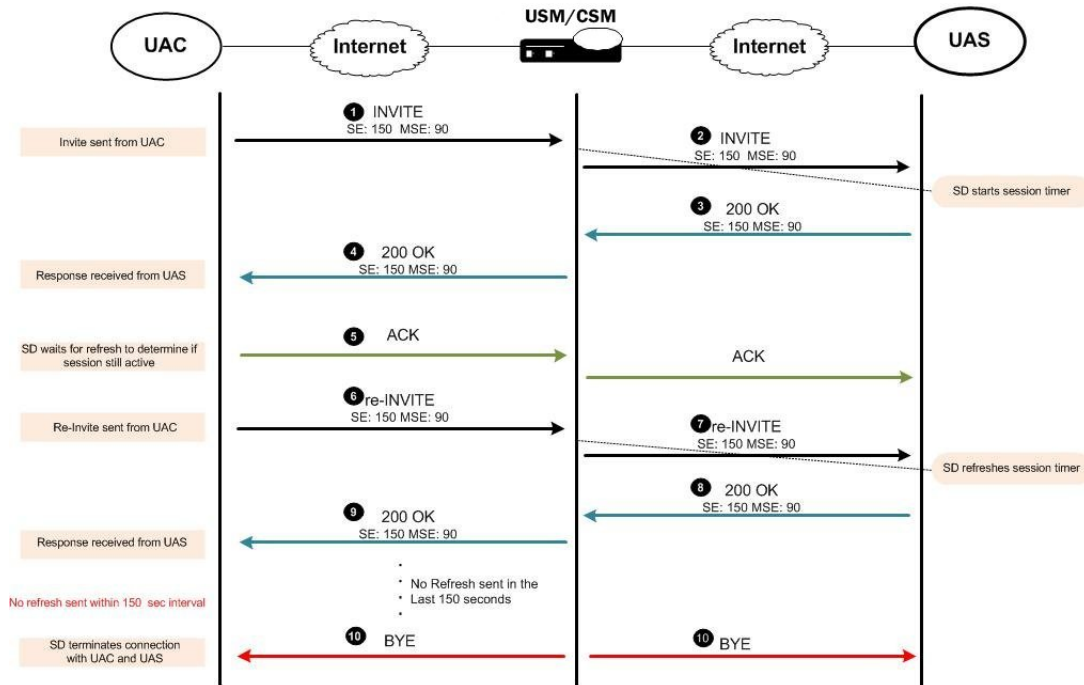 USM/CSM
UAC
Internet
Internet
UAS
1 INVITE
SE: 150 MSE: 90
Invite sent from UAC
2 INVITE
SE: 150 MSE: 90
SD starts session timer
3 200 OK
SE: 150 MSE: 90
4 200 OK
SE: 150 MSE: 90
Response received from UAS
5 ACK
SD waits for refresh to determine if
session still active
ACK
6 re-INVITE
SE: 150 MSE: 90
Re-Invite sent from UAC
7 re-INVITE
SE: 150 MSE: 90
SD refreshes session timer
8 200 OK
SE: 150 MSE: 90
9 200 OK
SE: 150 MSE: 90
Response received from UAS
No Refresh sent in the
Last 150 seconds
No refresh sent within 150 sec interval
10 BYE
10 BYE
SD terminates connection
with UAC and UAS